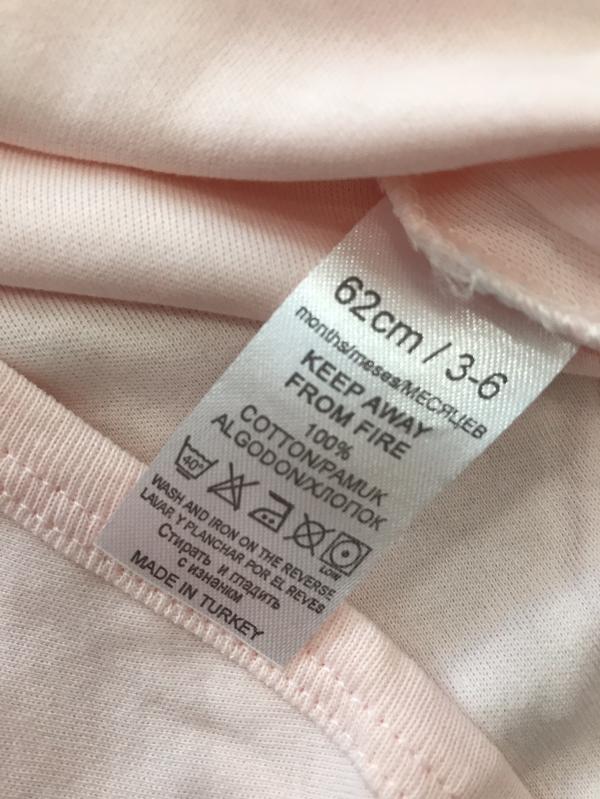 62cm / 3-6
months/meses/МЕСЯЦЕВ
KEEP AWAY
FROM FIRE
100%
COTTON/PAMUK
ALGODON/ХЛОПОК
40°
LOW
WASH AND IRON ON THE REVERSE
LAVAR Y PLANCHAR POR EL REVES
Стирать и гладить
с изнанки
MADE IN TURKEY